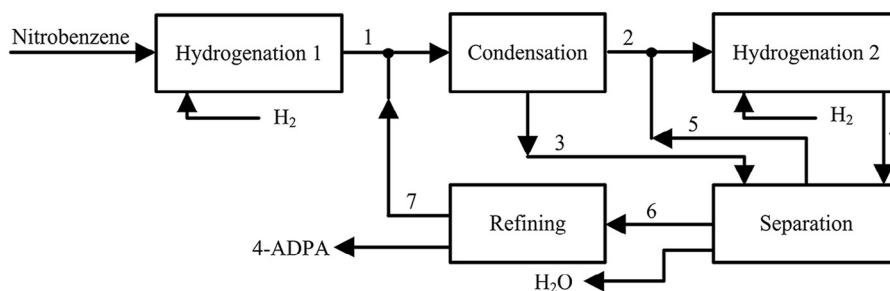 Nitrobenzene
Hydrogenation 1
1
Condensation
2
Hydrogenation 2
H₂
H₂
3
5
7
Refining
6
Separation
4-ADPA
H₂O